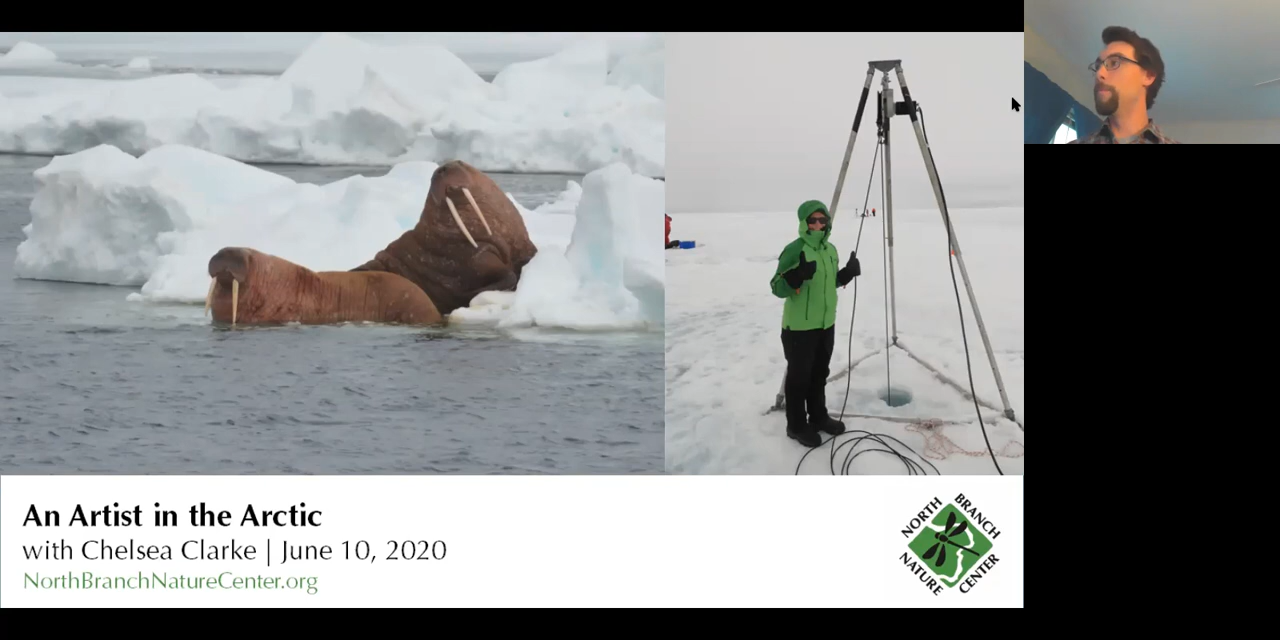 An Artist in the Arctic
with Chelsea Clarke | June 10, 2020
NorthBranchNatureCenter.org
NORTH BRANCH
NATURE CENTER